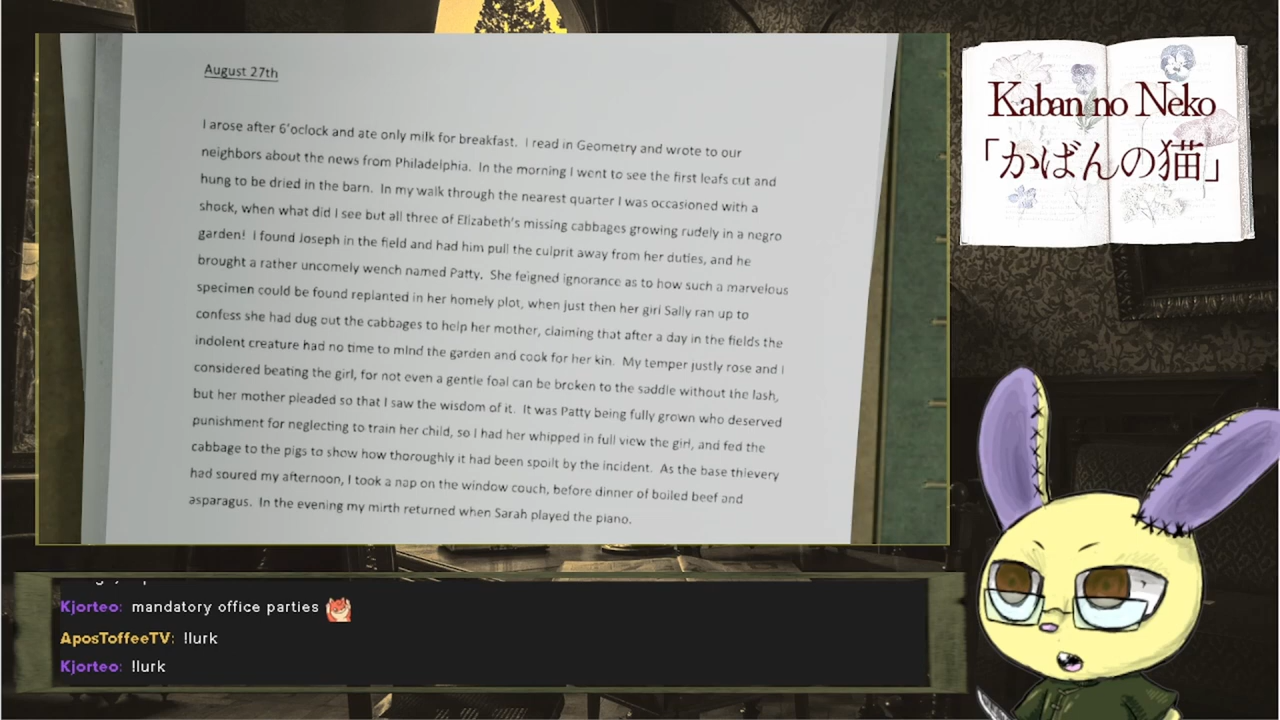 August 27th
I arose after 6'oclock and ate only milk for breakfast. I read in Geometry and wrote to our
neighbors about the news from Philadelphia. In the morning I went to see the first leafs cut and
hung to be dried in the barn. In my walk through the nearest quarter I was occasioned with a
shock, when what did I see but all three of Elizabeth's missing cabbages growing rudely in a negro
garden! I found Joseph in the field and had him pull the culprit away from her duties, and he
brought a rather uncomely wench named Patty. She feigned ignorance as to how such a marvelous
specimen could be found replanted in her homely plot, when just then her girl Sally ran up to
confess she had dug out the cabbages to help her mother, claiming that after a day in the fields the
indolent creature had no time to mind the garden and cook for her kin. My temper justly rose and I
considered beating the girl, for not even a gentle foal can be broken to the saddle without the lash,
but her mother pleaded so that I saw the wisdom of it. It was Patty being fully grown who deserved
punishment for neglecting to train her child, so I had her whipped in full view the girl, and fed the
cabbage to the pigs to show how thoroughly it had been spoilt by the incident. As the base thievery
had soured my afternoon, I took a nap on the window couch, before dinner of boiled beef and
asparagus. In the evening my mirth returned when Sarah played the piano.
Kaban no Neko
「かばんの猫」
Kjorteo: mandatory office parties
AposToffeeTV: !lurk
Kjorteo: !lurk